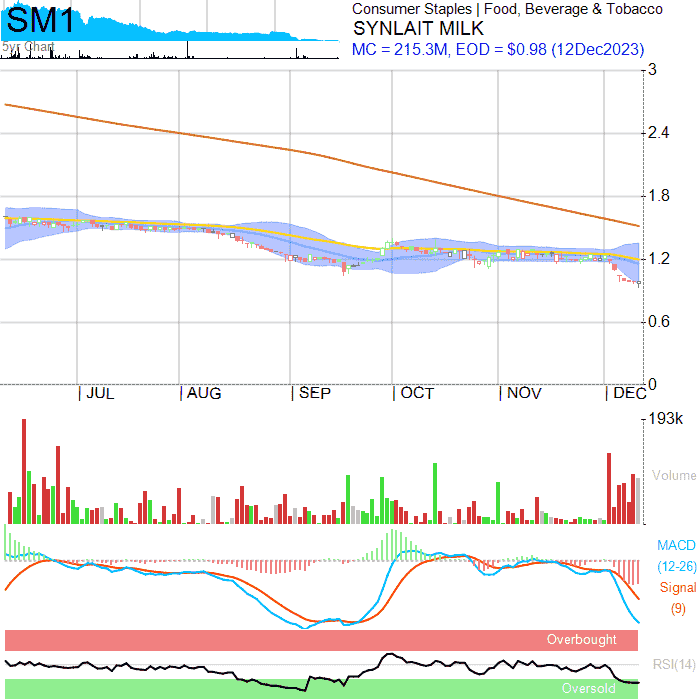 SM1
5yr Chart
Consumer Staples | Food, Beverage & Tobacco
SYNLAIT MILK
MC = 215.3M, EOD = $0.98 (12Dec2023)
3
2.4
1.8
1.2
0.6
0
JUL AUG SEP OCT NOV DEC
193k
Volume
MACD
(12-26)
Signal
(9)
Overbought
RSI(14)
Oversold